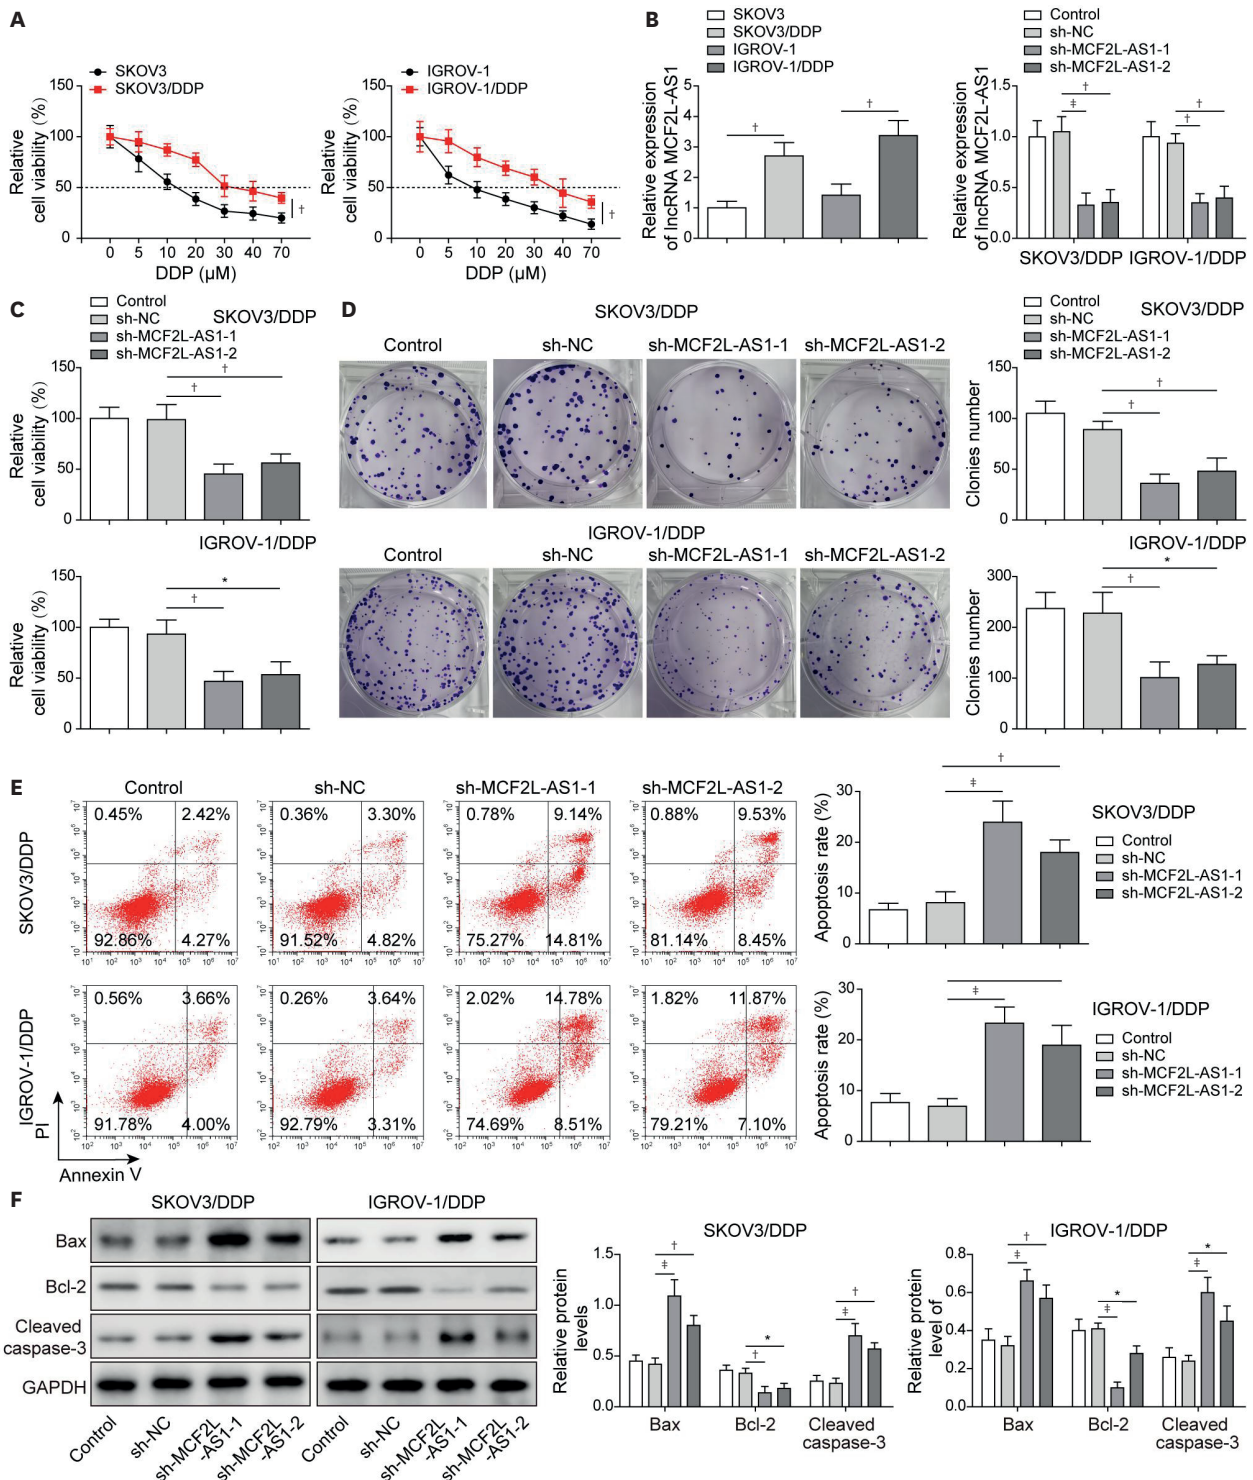 A
SKOV3
SKOV3/DDP
Relative
cell viability (%)
150
100
50
0
0 5 10 20 30 40 70
DDP (μM)
†
IGROV-1
IGROV-1/DDP
Relative
cell viability (%)
150
100
50
0
0 5 10 20 30 40 70
DDP (μM)
†
B
SKOV3
SKOV3/DDP
IGROV-1
IGROV-1/DDP
Relative expression
of lncRNA MCF2L-AS1
5
4
3
2
1
0
† †
Control
sh-NC
sh-MCF2L-AS1-1
sh-MCF2L-AS1-2
Relative expression
of lncRNA MCF2L-AS1
1.5
1.0
0.5
0
† ‡ † †
SKOV3/DDP IGROV-1/DDP
C
Control
sh-NC
sh-MCF2L-AS1-1
sh-MCF2L-AS1-2
SKOV3/DDP
Relative
cell viability (%)
150
100
50
0
† †
IGROV-1/DDP
Relative
cell viability (%)
150
100
50
0
* †
D
SKOV3/DDP
Control sh-NC sh-MCF2L-AS1-1 sh-MCF2L-AS1-2
IGROV-1/DDP
Control sh-NC sh-MCF2L-AS1-1 sh-MCF2L-AS1-2
Control
sh-NC
sh-MCF2L-AS1-1
sh-MCF2L-AS1-2
SKOV3/DDP
Clonies number
150
100
50
0
† †
IGROV-1/DDP
Clonies number
300
200
100
0
* †
E
Control sh-NC sh-MCF2L-AS1-1 sh-MCF2L-AS1-2
SKOV3/DDP
0.45% 2.42% 0.36% 3.30% 0.78% 9.14% 0.88% 9.53%
92.86% 4.27% 91.52% 4.82% 75.27% 14.81% 81.14% 8.45%
IGROV-1/DDP
0.56% 3.66% 0.26% 3.64% 2.02% 14.78% 1.82% 11.87%
91.78% 4.00% 92.79% 3.31% 74.69% 8.51% 79.21% 7.10%
PI
Annexin V
Apoptosis rate (%)
30
20
10
0
† ‡
SKOV3/DDP
Control
sh-NC
sh-MCF2L-AS1-1
sh-MCF2L-AS1-2
Apoptosis rate (%)
30
20
10
0
‡
IGROV-1/DDP
Control
sh-NC
sh-MCF2L-AS1-1
sh-MCF2L-AS1-2
F
SKOV3/DDP IGROV-1/DDP
Bax
Bcl-2
Cleaved
caspase-3
GAPDH
Control sh-NC sh-MCF2L-AS1-1 sh-MCF2L-AS1-2 Control sh-NC sh-MCF2L-AS1-1 sh-MCF2L-AS1-2
SKOV3/DDP
Relative protein
levels
1.5
1.0
0.5
0
† ‡ * † † ‡
Bax Bcl-2 Cleaved
caspase-3
IGROV-1/DDP
Relative protein
level of
0.8
0.6
0.4
0.2
0
† ‡ * ‡ * ‡
Bax Bcl-2 Cleaved
caspase-3